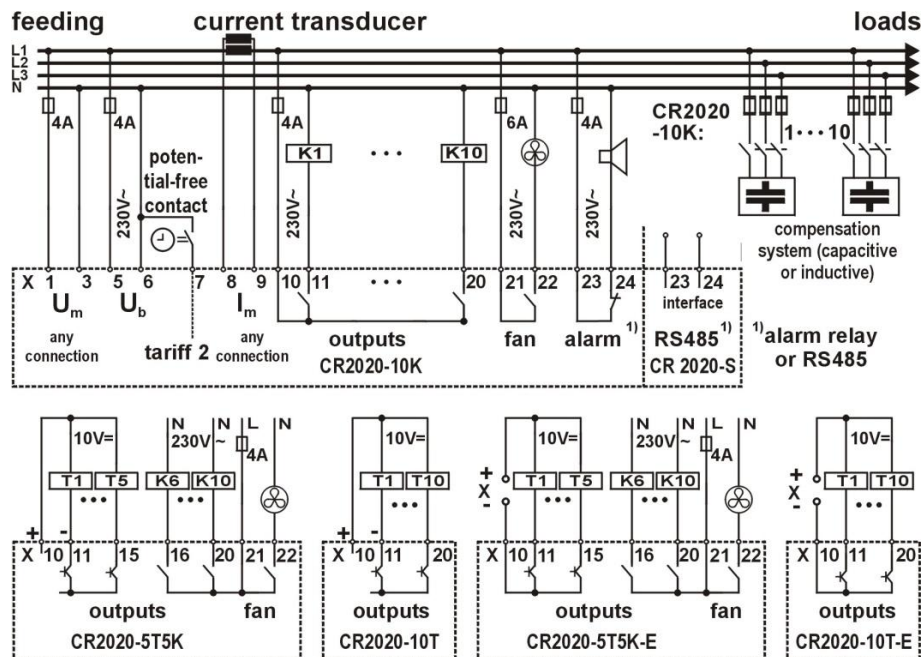 feeding current transducer loads
L1
L2
L3
N
4A 4A 4A 6A 4A
CR2020
-10K:
1 • • • 10
K1 • • • K10
poten-
tial-free
contact
230V~ 230V~ 230V~ 230V~
compensation
system (capacitive
or inductive)
X 1 3 5 6 7 8 9 10 11 • • • 20 21 22 23 24 23 24
Um Ub Im
interface
any
connection
tariff 2
any
connection
outputs
CR2020-10K
fan
alarm 1)
RS485 1)
CR 2020-S
1) alarm relay
or RS485
10V=
N N L N
230V~
4A
T1 T5 K6 K10
• • • • • •
+ -
X 10 11 15 16 20 21 22
outputs fan
CR2020-5T5K
10V=
T1 T10
• • •
+ -
X 10 11 20
outputs
CR2020-10T
10V=
N N L N
230V~
4A
+
X
-
T1 T5 K6 K10
• • • • • •
X 10 11 15 16 20 21 22
outputs fan
CR2020-5T5K-E
10V=
+
X
-
T1 T10
• • •
X 10 11 20
outputs
CR2020-10T-E